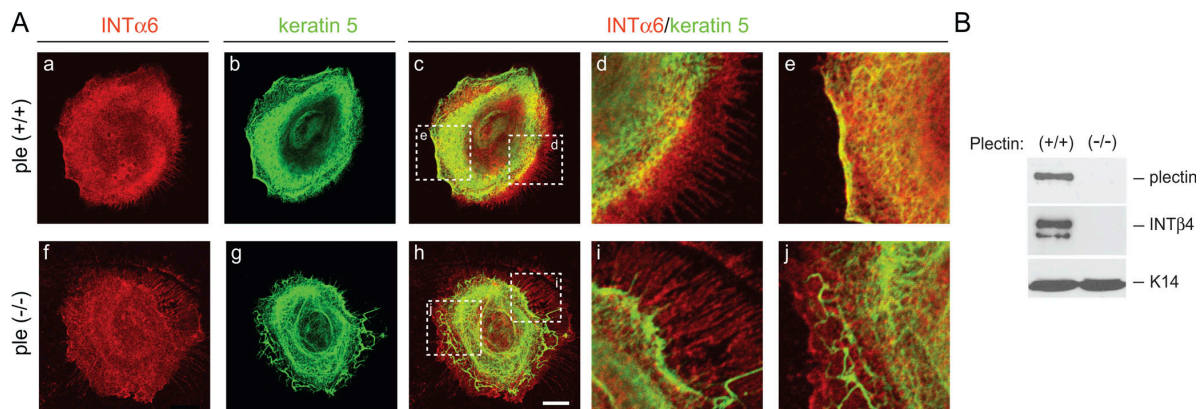 A
INTα6
keratin 5
INTα6/keratin 5
B
ple (+/+)
a
b
c
e
d
d
e
ple (-/-)
f
g
h
j
i
i
j
Plectin: (+/+) (-/-)
– plectin
– INTβ4
– K14